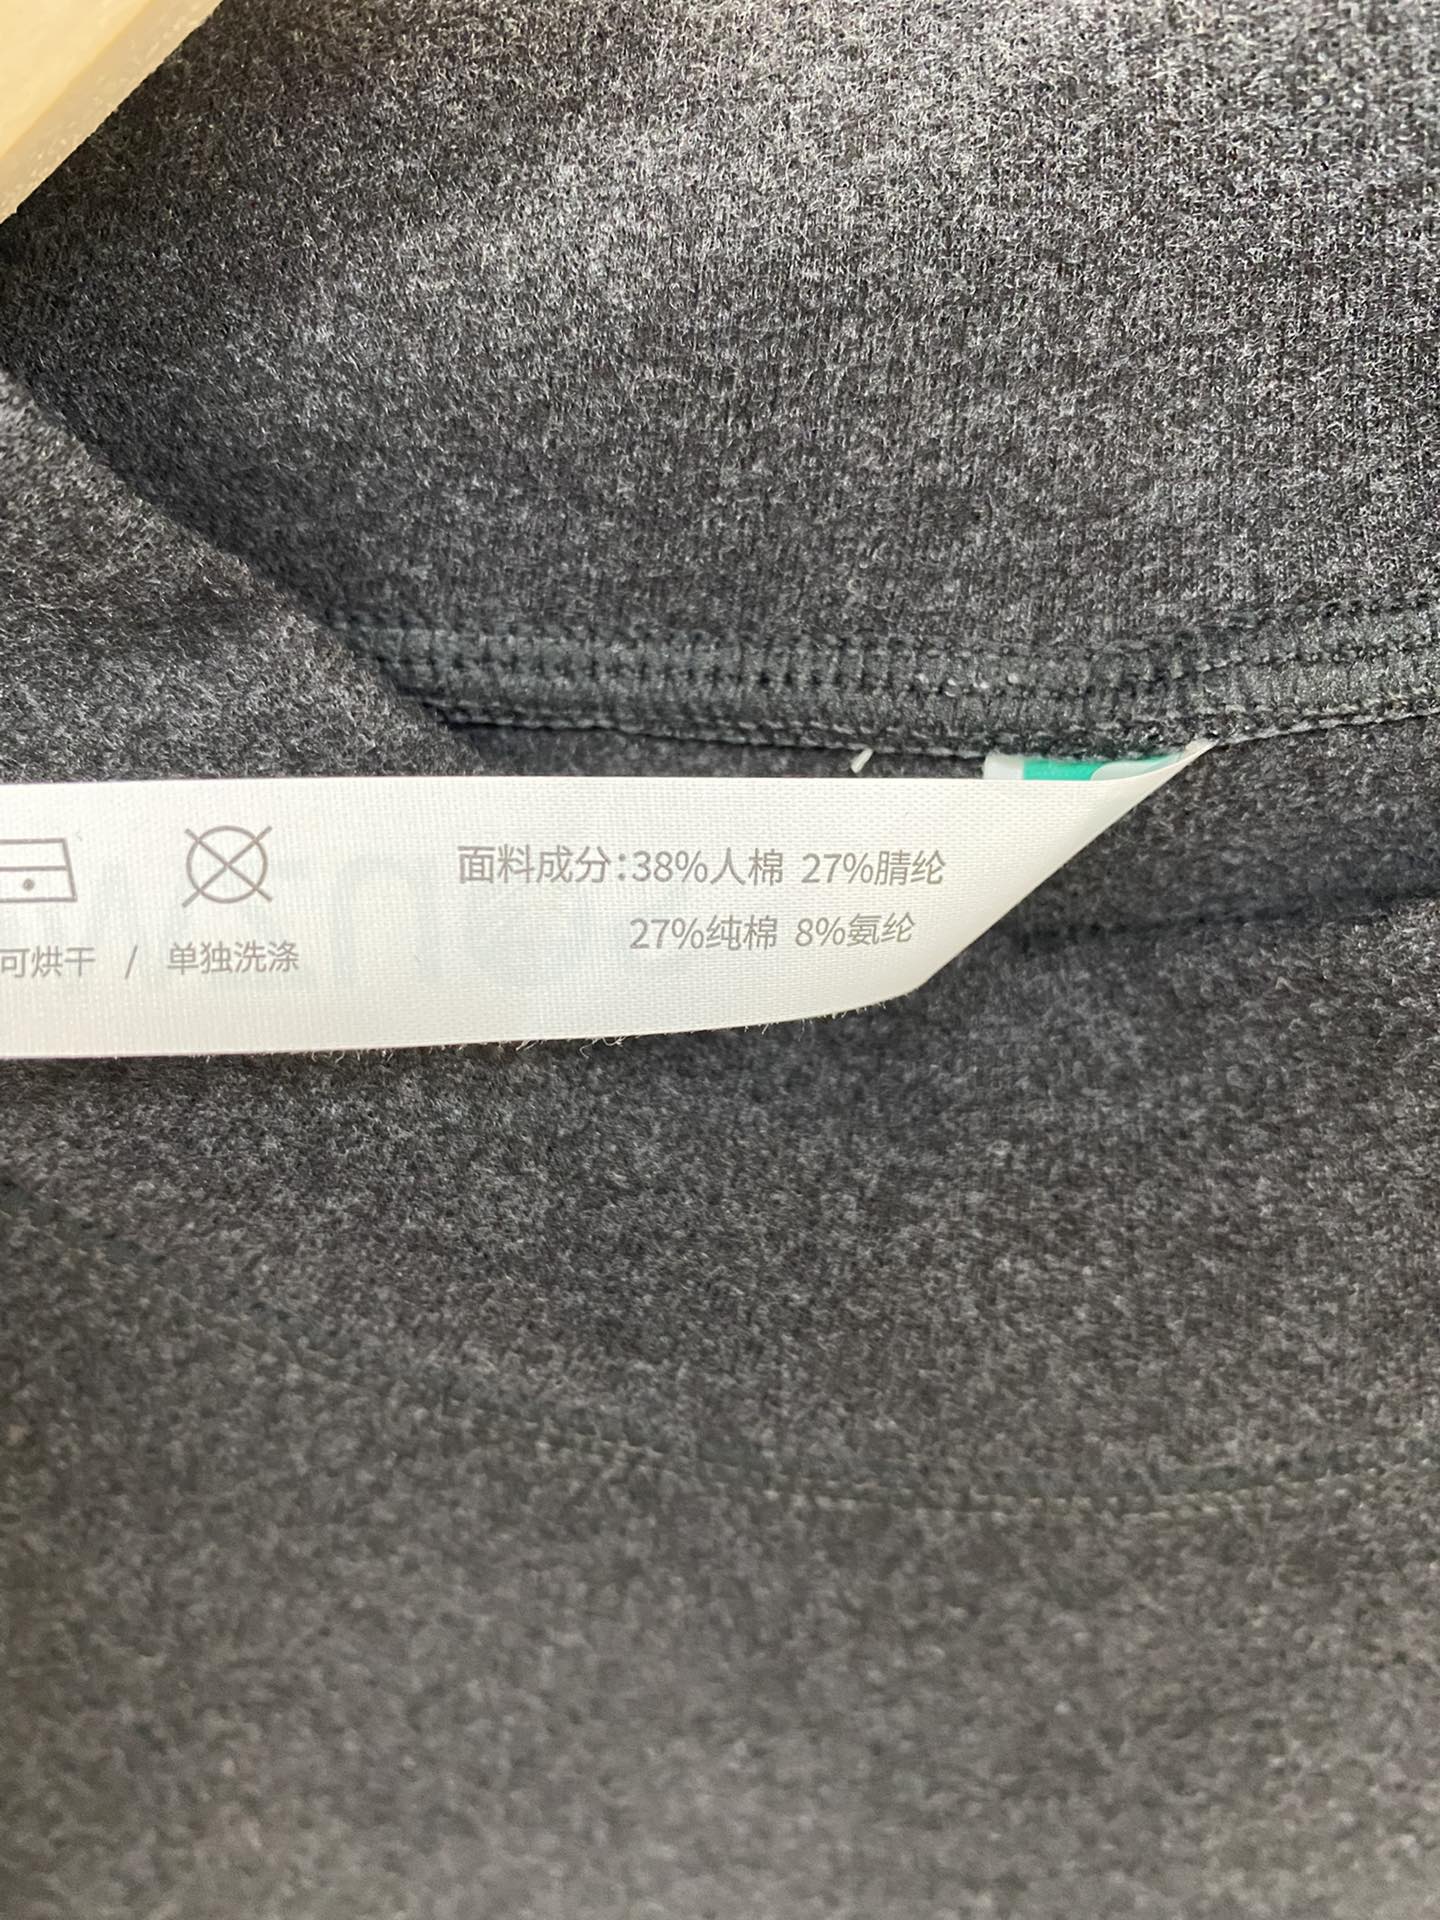 面料成分:38%人棉 27%腈纶
27%纯棉 8%氨纶
可烘干 / 单独洗涤